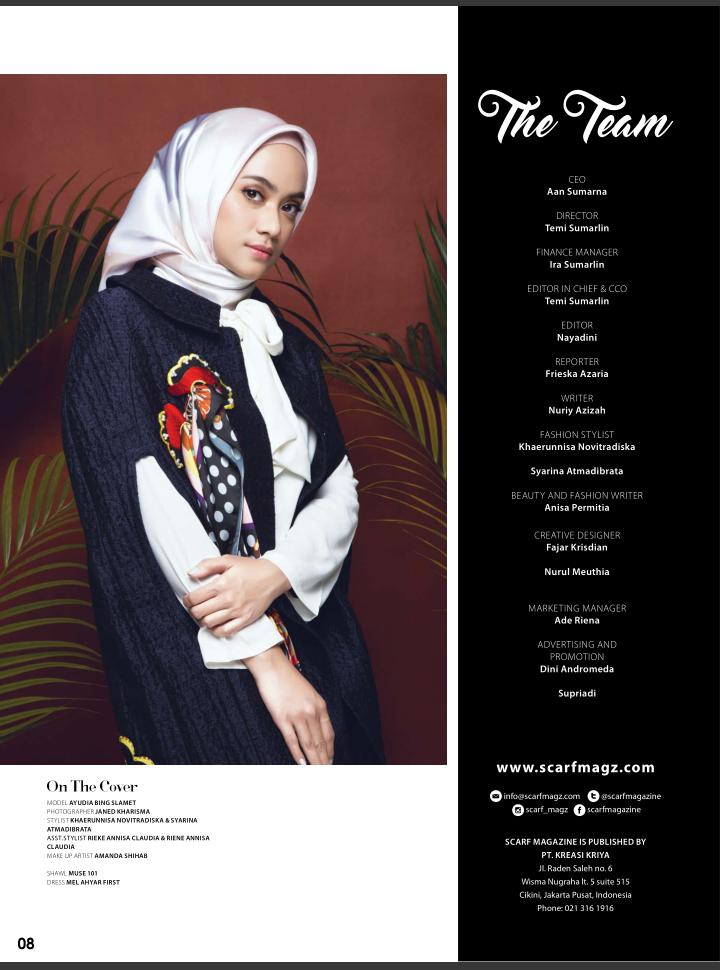 The Team
CEO
Aan Sumarna
DIRECTOR
Temi Sumarlin
FINANCE MANAGER
Ira Sumarlin
EDITOR IN CHIEF & CCO
Temi Sumarlin
EDITOR
Nayadini
REPORTER
Frieska Azaria
WRITER
Nuriy Azizah
FASHION STYLIST
Khaerunnisa Novitradiska
Syarina Atmadibrata
BEAUTY AND FASHION WRITER
Anisa Permitia
CREATIVE DESIGNER
Fajar Krisdian
Nurul Meuthia
MARKETING MANAGER
Ade Riena
ADVERTISING AND
PROMOTION
Dini Andromeda
Supriadi
www.scarfmagz.com
info@scarfmagz.com @scarfmagazine
scarf_magz scarfmagazine
SCARF MAGAZINE IS PUBLISHED BY
PT. KREASI KRIYA
Jl. Raden Saleh no. 6
Wisma Nugraha lt. 5 suite 515
Cikini, Jakarta Pusat, Indonesia
Phone: 021 316 1916
On The Cover
MODEL AYUDIA BING SLAMET
PHOTOGRAPHER JANED KHARISMA
STYLIST KHAERUNNISA NOVITRADISKA & SYARINA
ATMADIBRATA
ASST.STYLIST RIEKE ANNISA CLAUDIA & RIENE ANNISA
CLAUDIA
MAKE UP ARTIST AMANDA SHIHAB
SHAWL MUSE 101
DRESS MEL AHYAR FIRST
08